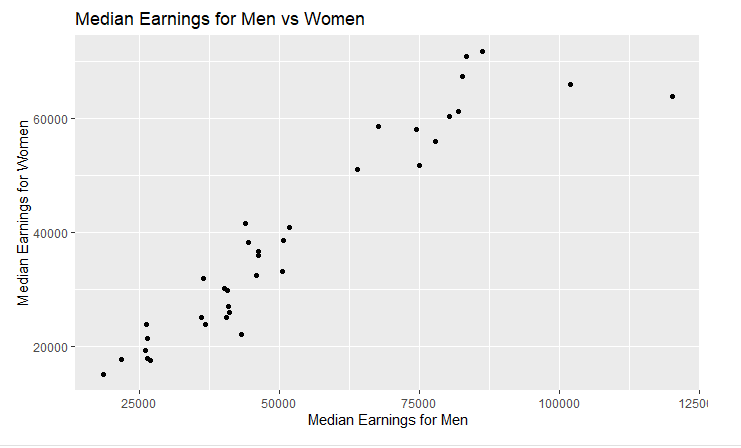 Median Earnings for Men vs Women
Median Earnings for Women
60000
40000
20000
25000 50000 75000 100000 12500
Median Earnings for Men